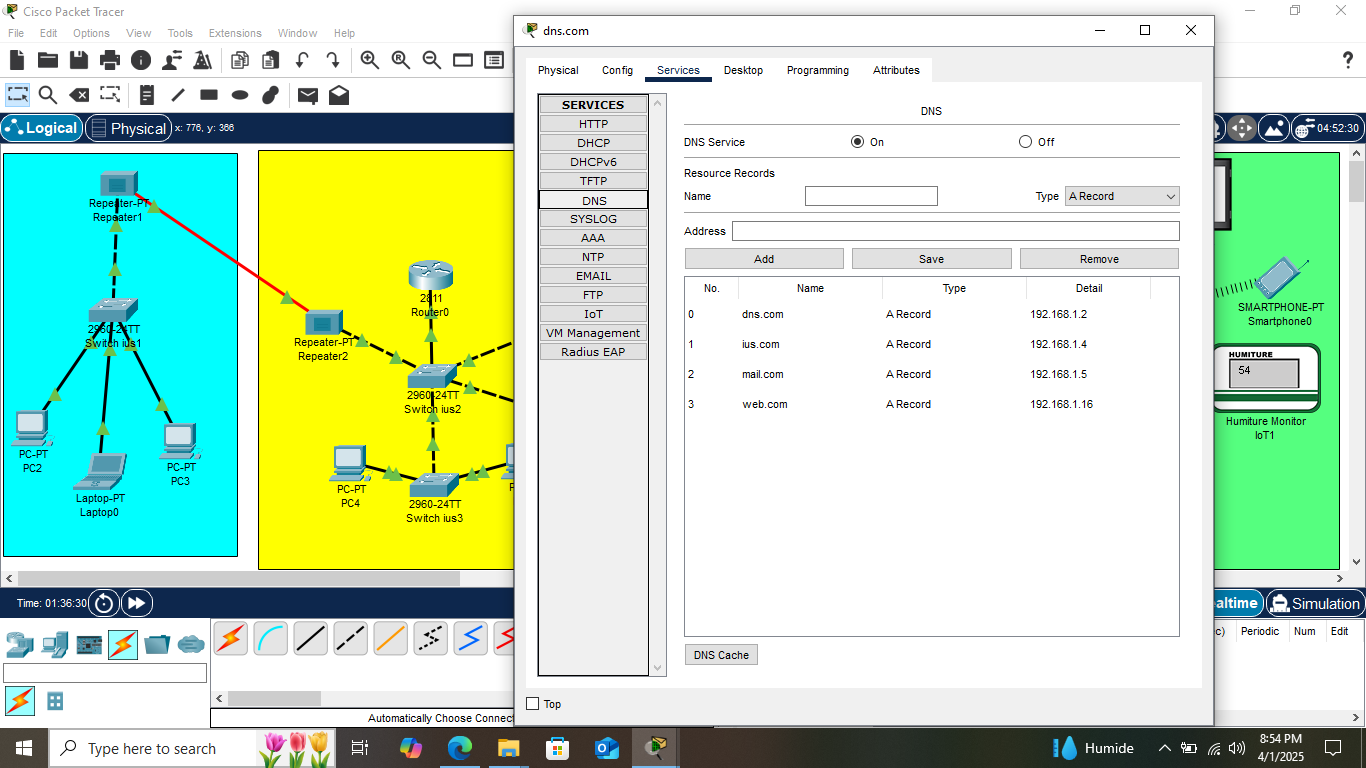 Cisco Packet Tracer
File Edit Options View Tools Extensions Window Help
Logical
Physical
x: 776, y: 366
04:52:30
Repeater-PT
Repeater1
2960-24TT
Switch ius1
PC-PT
PC2
Laptop-PT
Laptop0
PC-PT
PC3
2811
Router0
Repeater-PT
Repeater2
2960-24TT
Switch ius2
PC-PT
PC4
2960-24TT
Switch ius3
dns.com
Physical Config Services Desktop Programming Attributes
SERVICES
HTTP
DHCP
DHCPv6
TFTP
DNS
SYSLOG
AAA
NTP
EMAIL
FTP
IoT
VM Management
Radius EAP
DNS
DNS Service On Off
Resource Records
Name Type A Record
Address
Add Save Remove
No. Name Type Detail
0 dns.com A Record 192.168.1.2
1 ius.com A Record 192.168.1.4
2 mail.com A Record 192.168.1.5
3 web.com A Record 192.168.1.16
DNS Cache
Top
SMARTPHONE-PT
Smartphone0
HUMITURE
54
Humiture Monitor
IoT1
Time: 01:36:30
altime
Simulation
c) Periodic Num Edit
Automatically Choose Connect
Type here to search
Humide
8:54 PM
4/1/2025